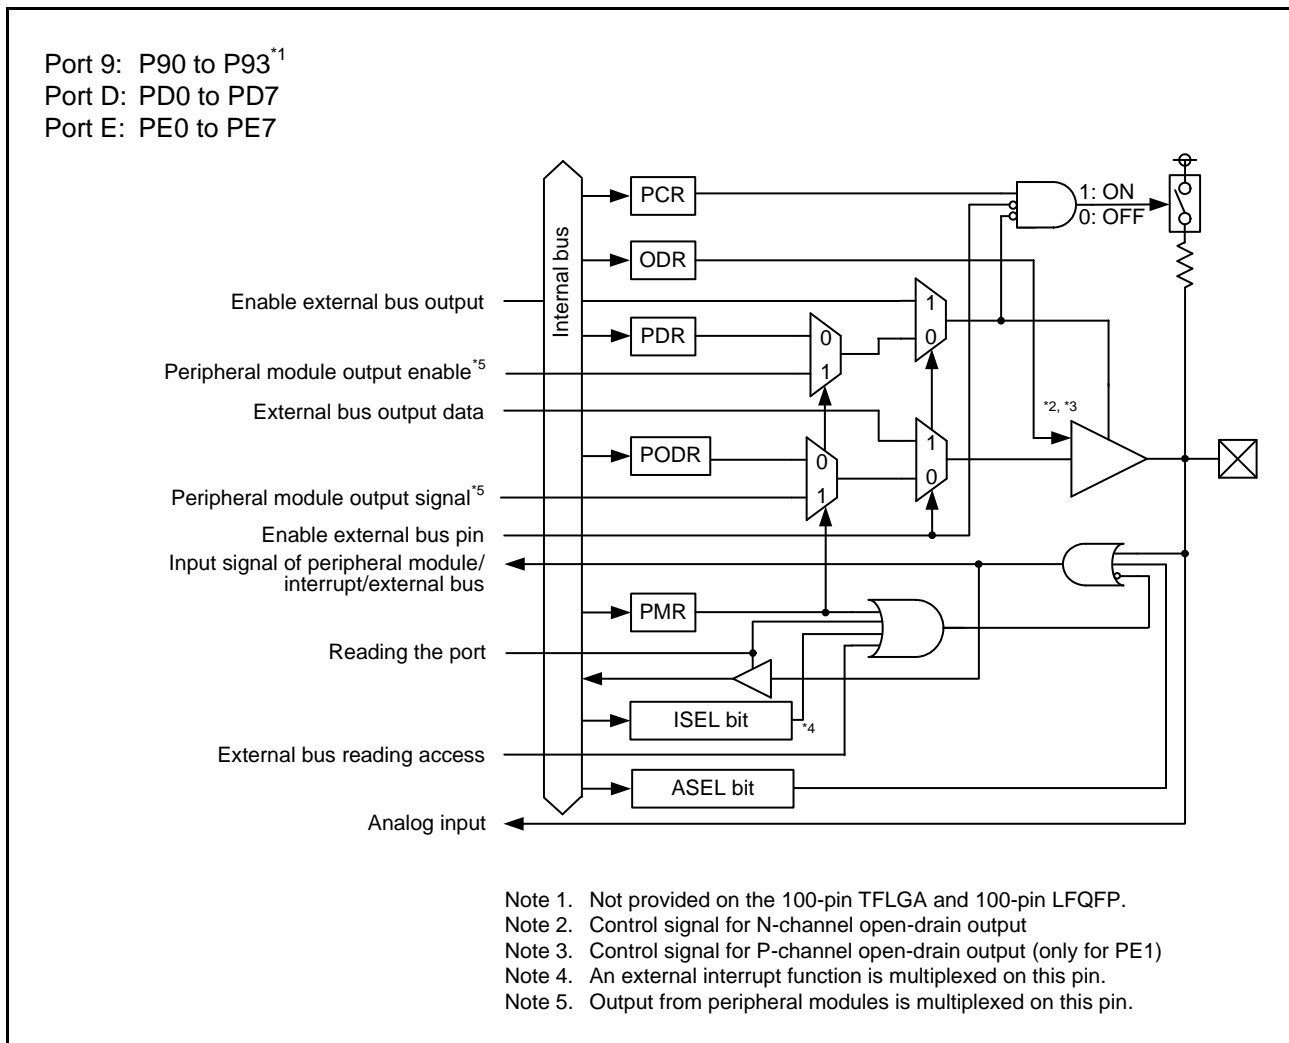 Port 9: P90 to P93*1
Port D: PD0 to PD7
Port E: PE0 to PE7
Internal bus
PCR
1: ON
0: OFF
ODR
Enable external bus output
1
PDR
0
0
Peripheral module output enable*5
1
External bus output data
*2, *3
1
PODR
0
0
Peripheral module output signal*5
1
Enable external bus pin
Input signal of peripheral module/
interrupt/external bus
PMR
Reading the port
ISEL bit
*4
External bus reading access
ASEL bit
Analog input
Note 1. Not provided on the 100-pin TFLGA and 100-pin LFQFP.
Note 2. Control signal for N-channel open-drain output
Note 3. Control signal for P-channel open-drain output (only for PE1)
Note 4. An external interrupt function is multiplexed on this pin.
Note 5. Output from peripheral modules is multiplexed on this pin.